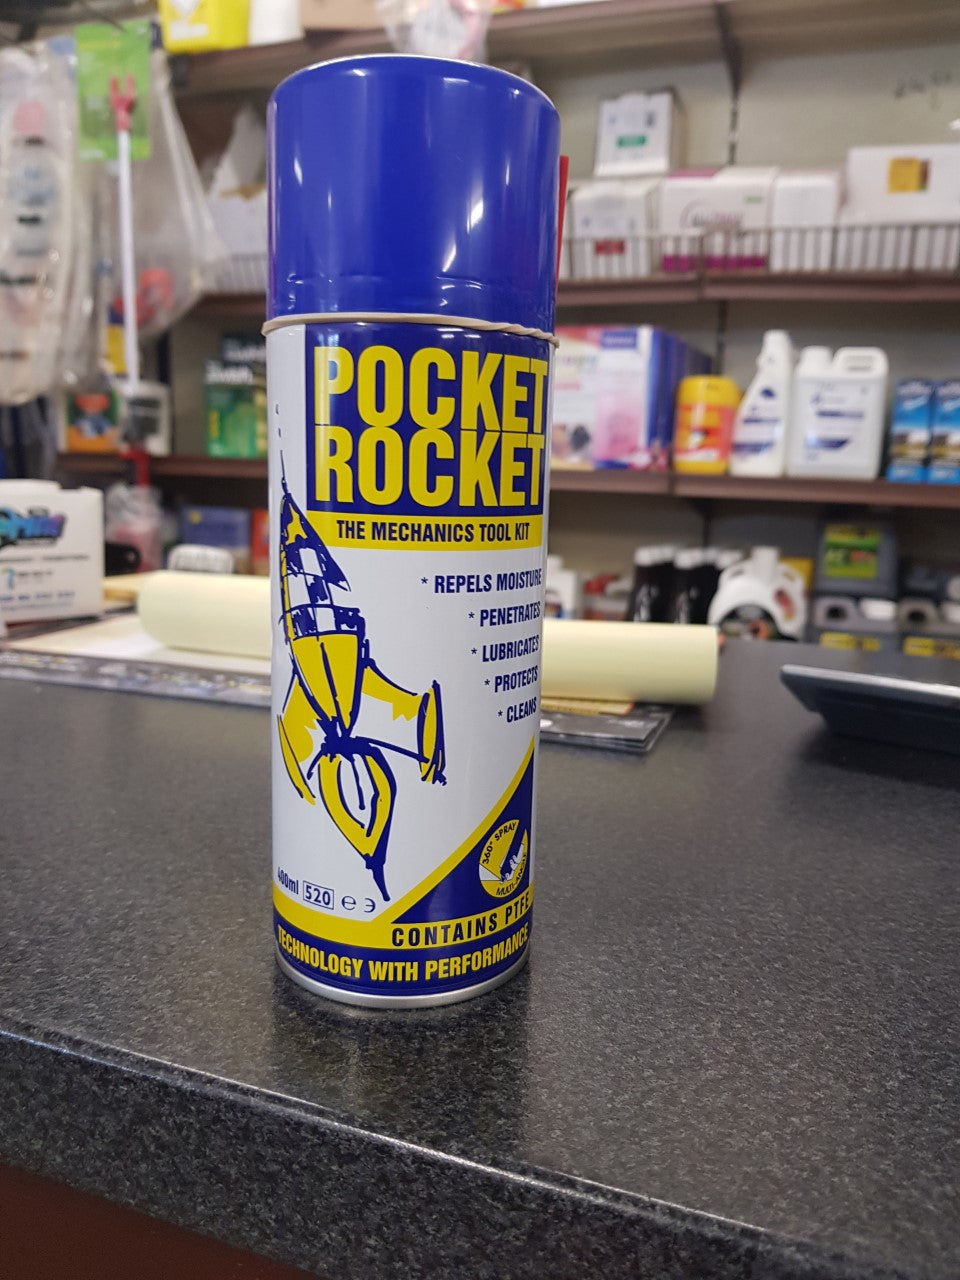 POCKET
ROCKET
THE MECHANICS TOOL KIT
* REPELS MOISTURE
* PENETRATES
* LUBRICATES
* PROTECTS
* CLEANS
360° SPRAY
400ml 520 e
CONTAINS PTFE
TECHNOLOGY WITH PERFORMANCE